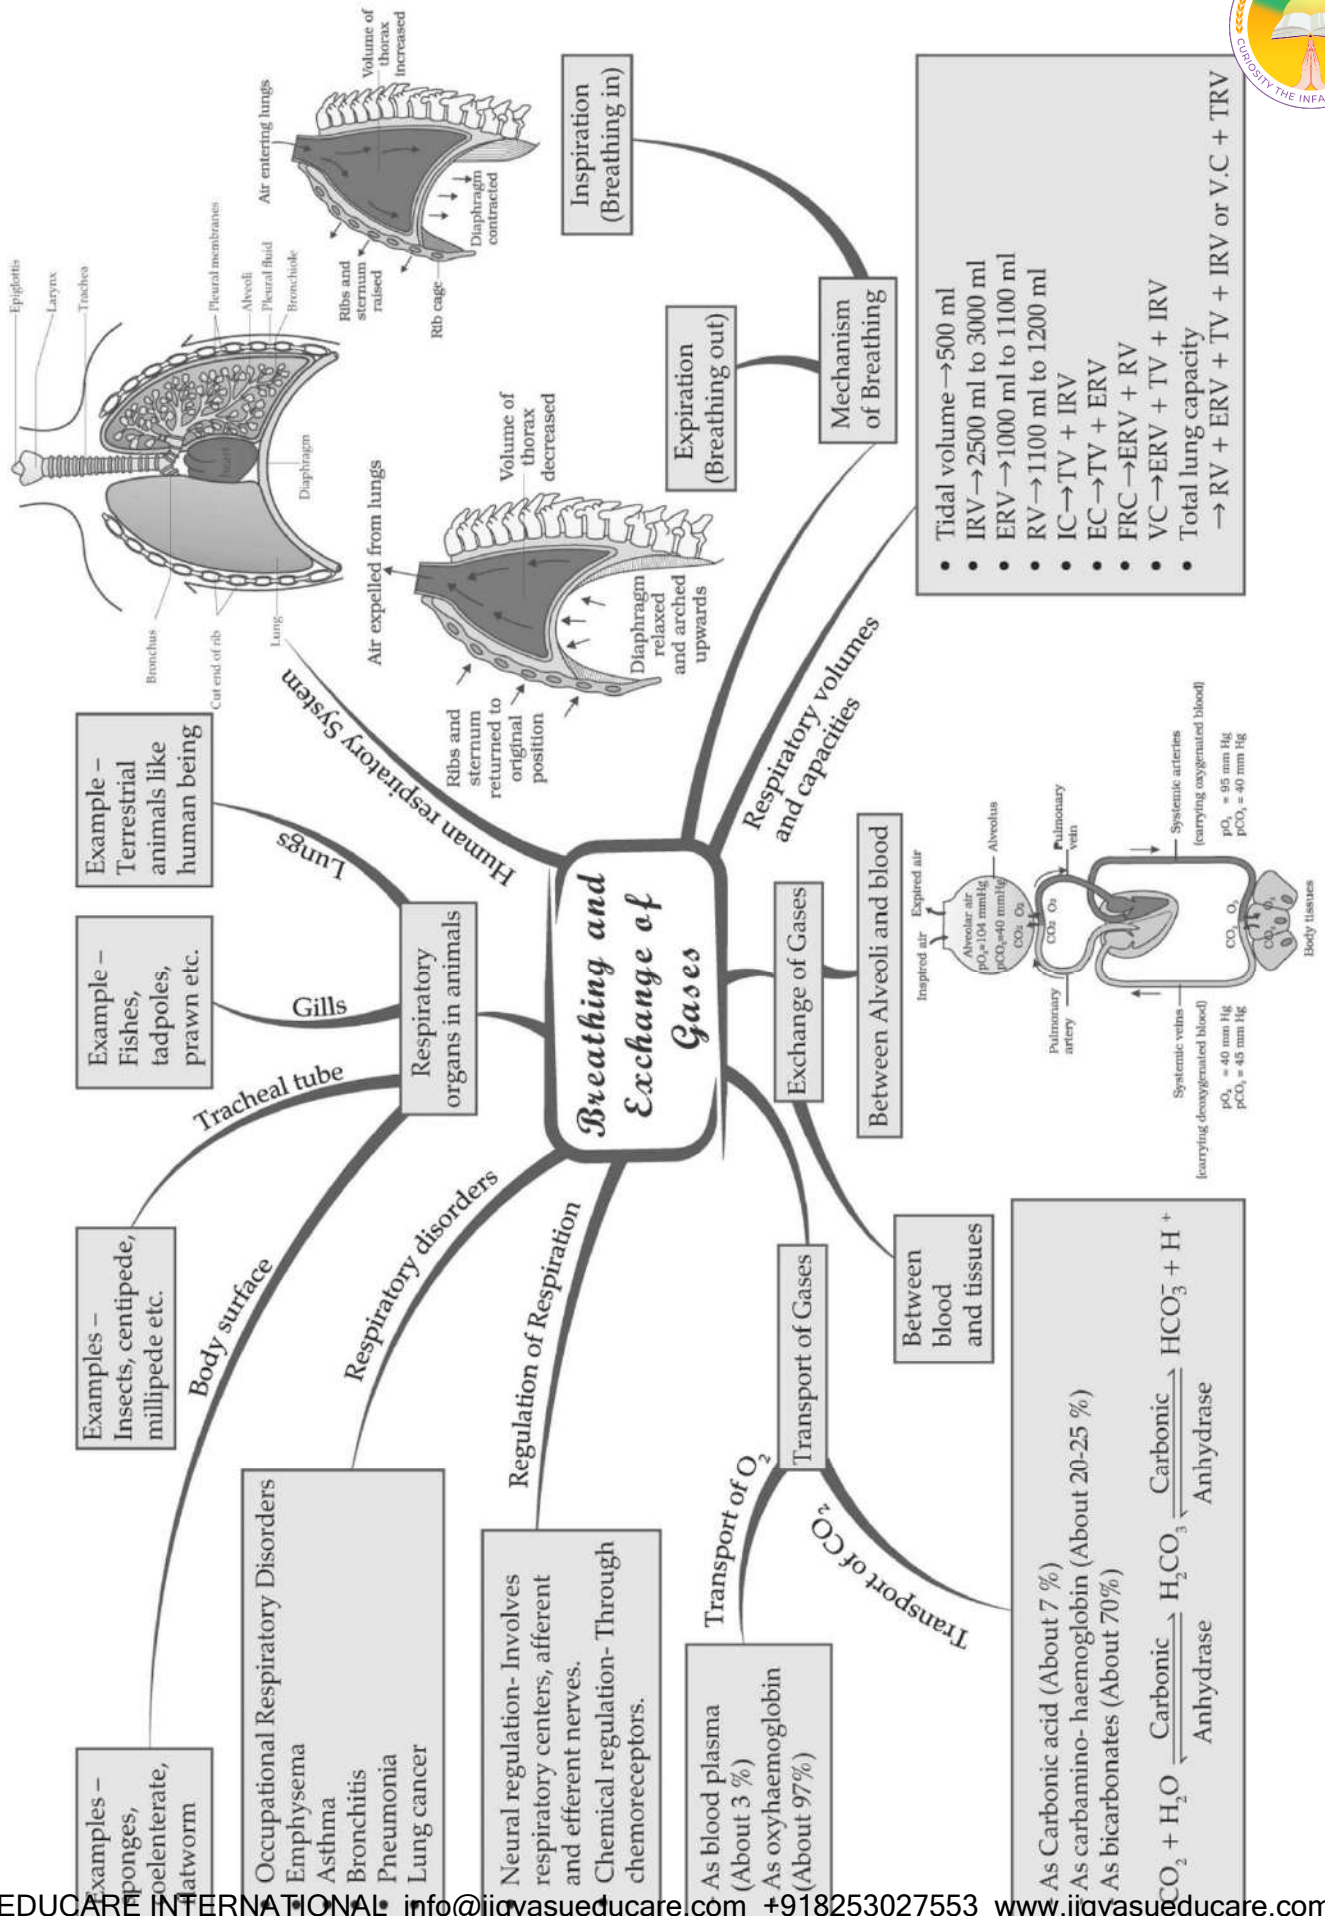 Breathing and
Exchange of
Gases
Human respiratory System
Epiglottis
Larynx
Trachea
Pleural membranes
Alveoli
Pleural fluid
Bronchiole
Bronchus
Cut end of rib
Lung
heart
Diaphragm
Respiratory
organs in animals
Lungs
Example –
Terrestrial
animals like
human being
Gills
Example –
Fishes,
tadpoles,
prawn etc.
Tracheal tube
Examples –
Insects, centipede,
millipede etc.
Body surface
Examples –
sponges,
coelenterate,
flatworm
Respiratory disorders
• Occupational Respiratory Disorders
• Emphysema
• Asthma
• Bronchitis
• Pneumonia
• Lung cancer
Regulation of Respiration
• Neural regulation- Involves
respiratory centers, afferent
and efferent nerves.
• Chemical regulation- Through
chemoreceptors.
Transport of Gases
Transport of O₂
- As blood plasma
(About 3 %)
- As oxyhaemoglobin
(About 97%)
Transport of CO₂
- As Carbonic acid (About 7 %)
- As carbamino- haemoglobin (About 20-25 %)
- As bicarbonates (About 70%)
CO₂ + H₂O ⇌ H₂CO₃ ⇌ HCO₃⁻ + H⁺
Carbonic
Anhydrase
Carbonic
Anhydrase
Exchange of Gases
Between
blood
and tissues
Between Alveoli and blood
Inspired air
Expired air
Alveolar air
pO₂=104 mmHg
pCO₂=40 mmHg
CO₂ O₂
CO₂ O₂
Alveolus
Pulmonary
artery
Pulmonary
vein
Systemic veins
(carrying deoxygenated blood)
pO₂ = 40 mm Hg
pCO₂ = 45 mm Hg
Systemic arteries
(carrying oxygenated blood)
pO₂ = 95 mm Hg
pCO₂ = 40 mm Hg
CO₂ O₂
CO₂ O₂
Body tissues
Respiratory volumes
and capacities
• Tidal volume→500 ml
• IRV→2500 ml to 3000 ml
• ERV→1000 ml to 1100 ml
• RV→1100 ml to 1200 ml
• IC→TV + IRV
• EC→TV + ERV
• FRC→ERV + RV
• VC→ERV + TV + IRV
• Total lung capacity
→ RV + ERV + TV + IRV or V.C + TRV
Mechanism
of Breathing
Expiration
(Breathing out)
Air expelled from lungs
Volume of
thorax
decreased
Ribs and
sternum
returned to
original
position
Diaphragm
relaxed
and arched
upwards
Inspiration
(Breathing in)
Air entering lungs
Volume of
thorax
increased
Ribs and
sternum
raised
Rib cage
Diaphragm
contracted
CURIOSITY THE INFA
EDUCARE INTERNATIONAL info@jigyasueducare.com +918253027553 www.jigyasueducare.com